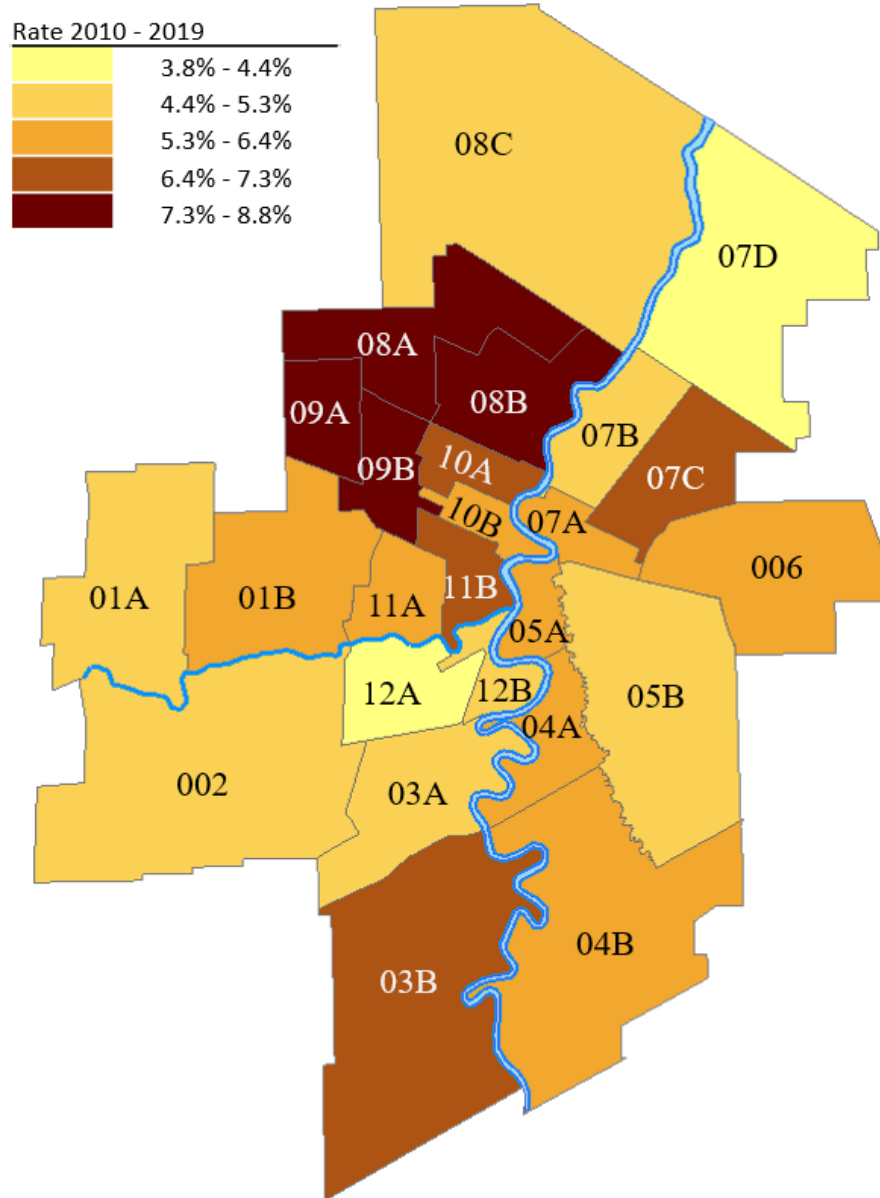 Rate 2010 - 2019
3.8% - 4.4%
4.4% - 5.3%
5.3% - 6.4%
6.4% - 7.3%
7.3% - 8.8%
08C
07D
08A
08B
09A
07B
09B
10A
07C
10B
07A
006
01A
01B
11A
11B
05A
12A
12B
05B
04A
002
03A
04B
03B